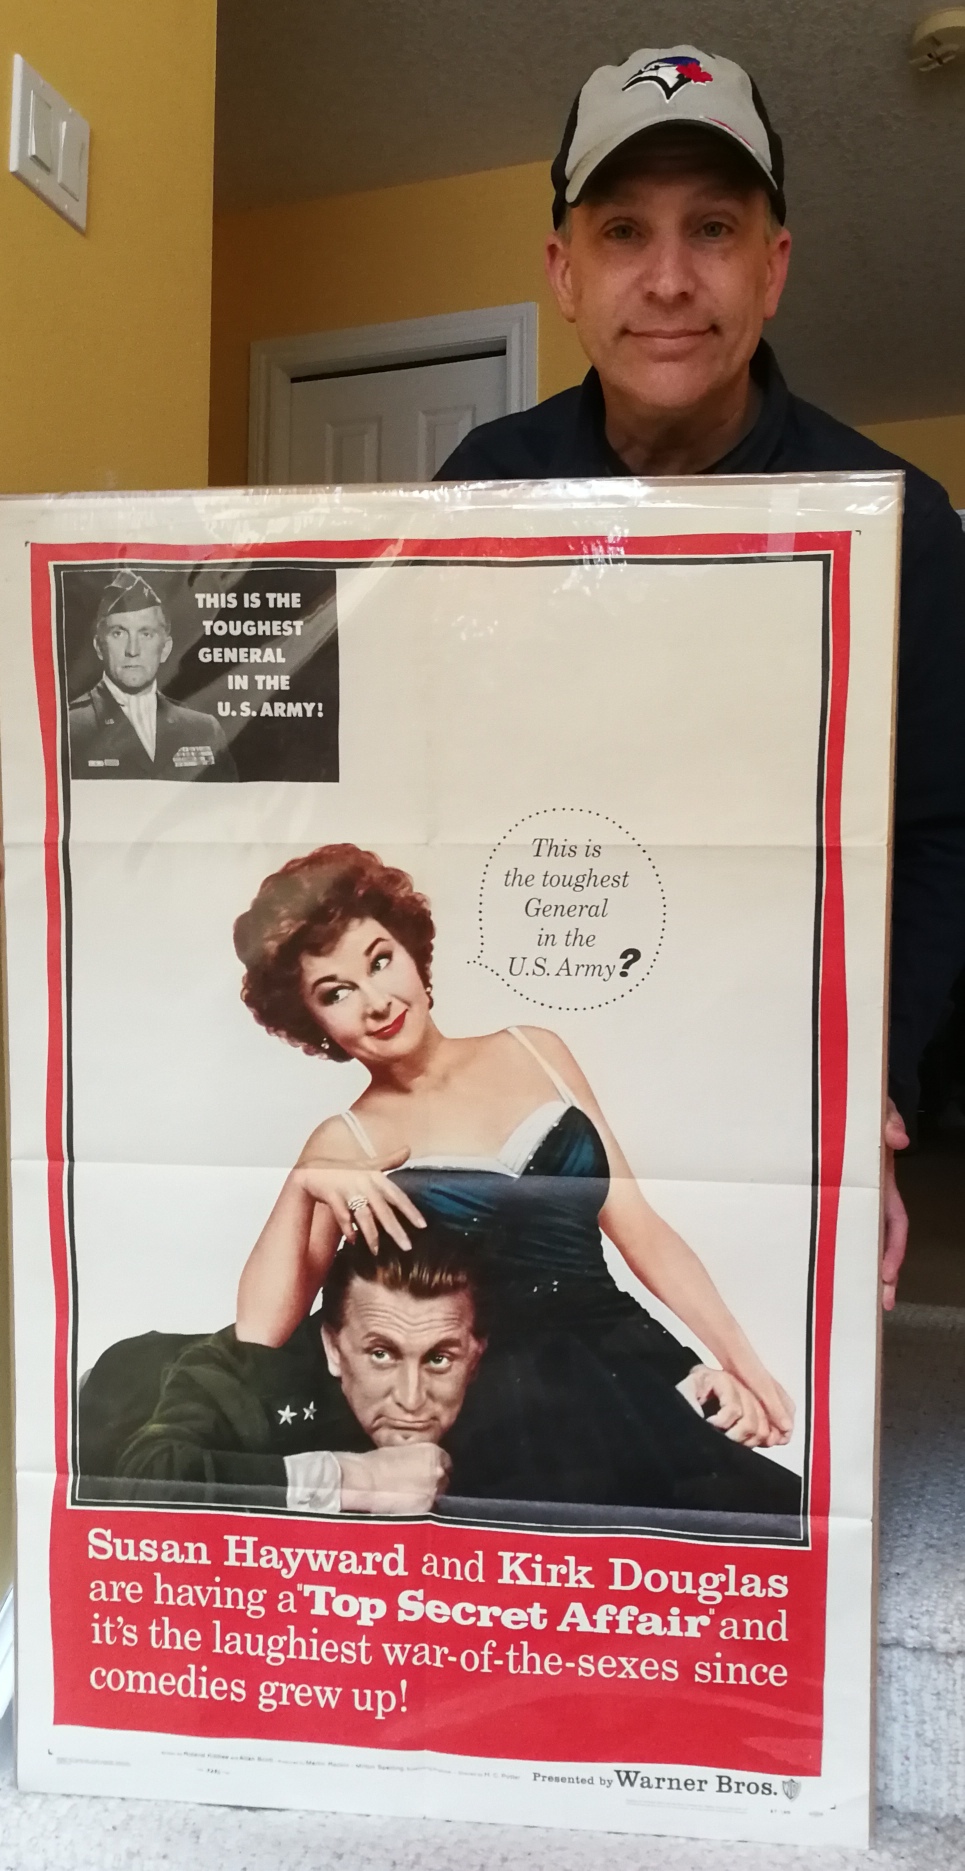 THIS IS THE
TOUGHEST
GENERAL
IN THE
U.S. ARMY!
This is
the toughest
General
in the
U.S. Army?
Susan Hayward and Kirk Douglas
are having a "Top Secret Affair" and
it's the laughiest war-of-the-sexes since
comedies grew up!
Presented by Warner Bros.
WB